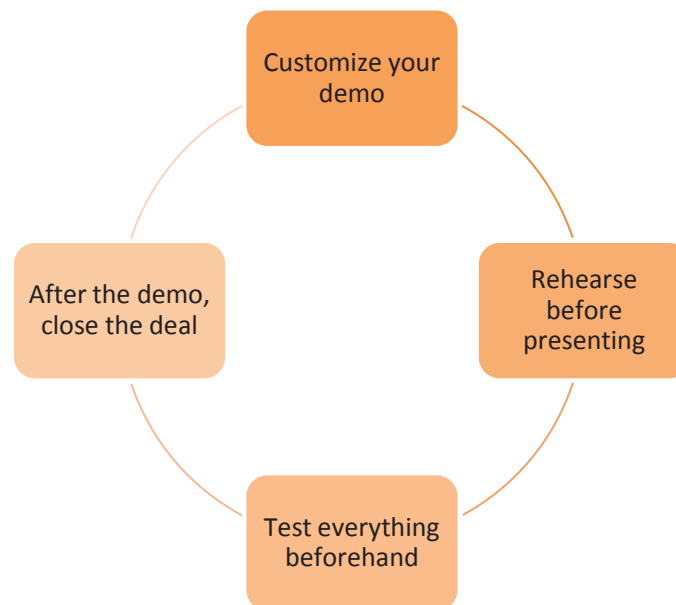 Customize your
demo
Rehearse
before
presenting
Test everything
beforehand
After the demo,
close the deal